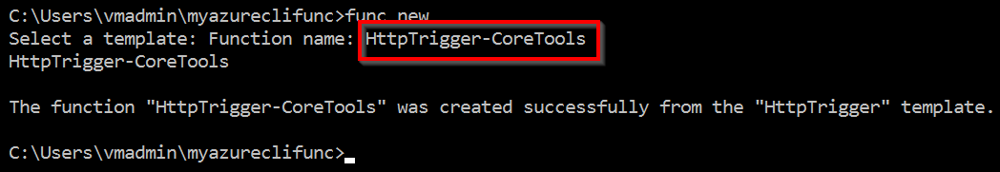 C:\Users\vmadmin\myazureclifunc>func new
Select a template: Function name: HttpTrigger-CoreTools
HttpTrigger-CoreTools
The function "HttpTrigger-CoreTools" was created successfully from the "HttpTrigger" template.
C:\Users\vmadmin\myazureclifunc>